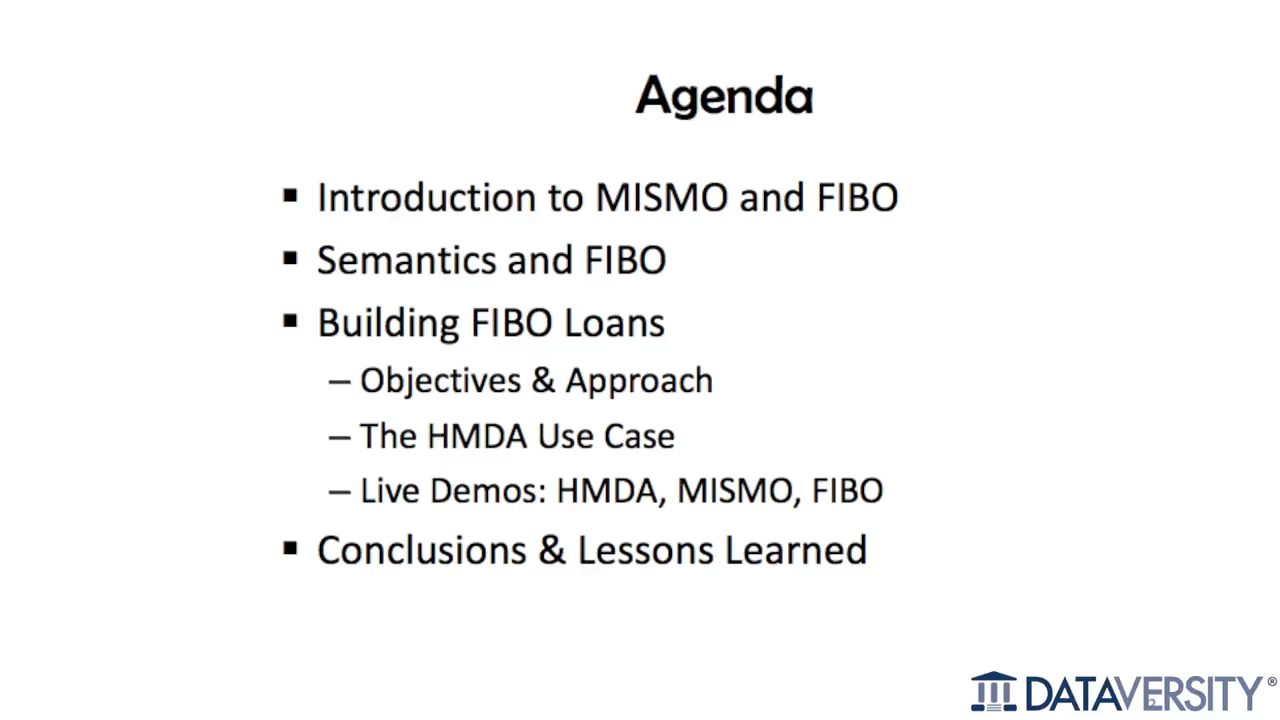 Agenda
▪ Introduction to MISMO and FIBO
▪ Semantics and FIBO
▪ Building FIBO Loans
– Objectives & Approach
– The HMDA Use Case
– Live Demos: HMDA, MISMO, FIBO
▪ Conclusions & Lessons Learned
DATAVERSITY®
2